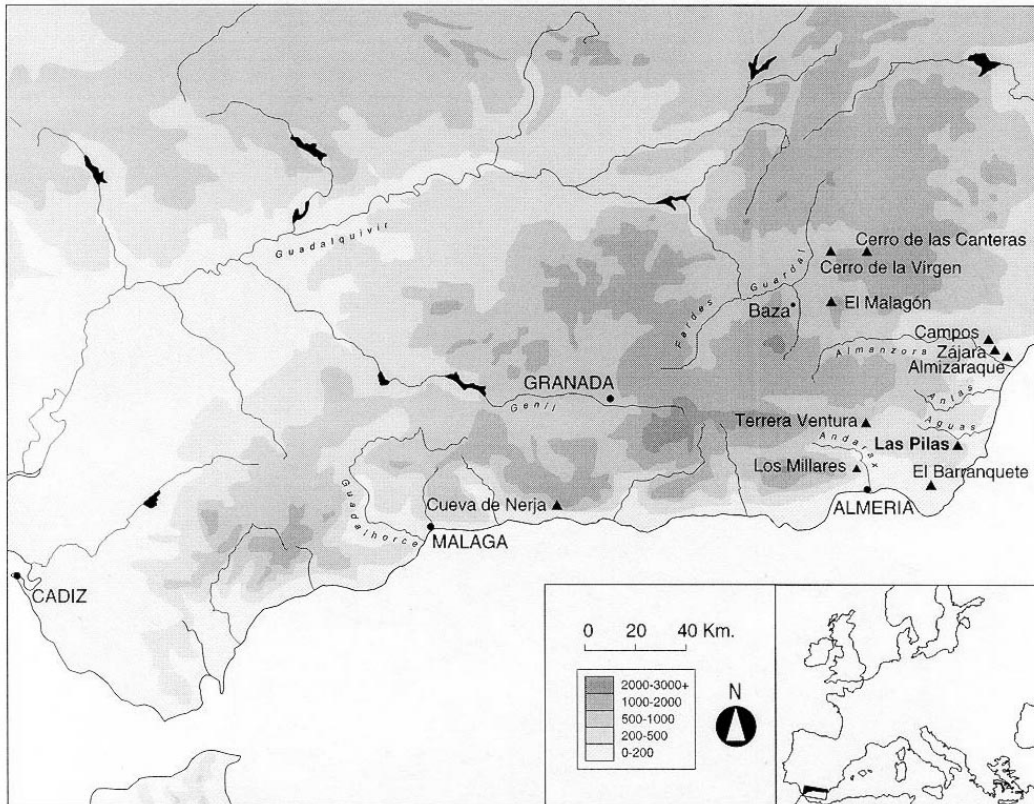 Guadalquivir
Cerro de las Canteras
Cerro de la Virgen
Guardal
Fardes
Baza
El Malagón
Campos
Zájara
Almizaraque
Almanzora
GRANADA
Genil
Antas
Aguas
Terrera Ventura
Andarax
Las Pilas
Los Millares
El Barranquete
Guadalhorce
Cueva de Nerja
ALMERIA
MALAGA
CADIZ
0 20 40 Km.
2000-3000+
1000-2000
500-1000
200-500
0-200
N